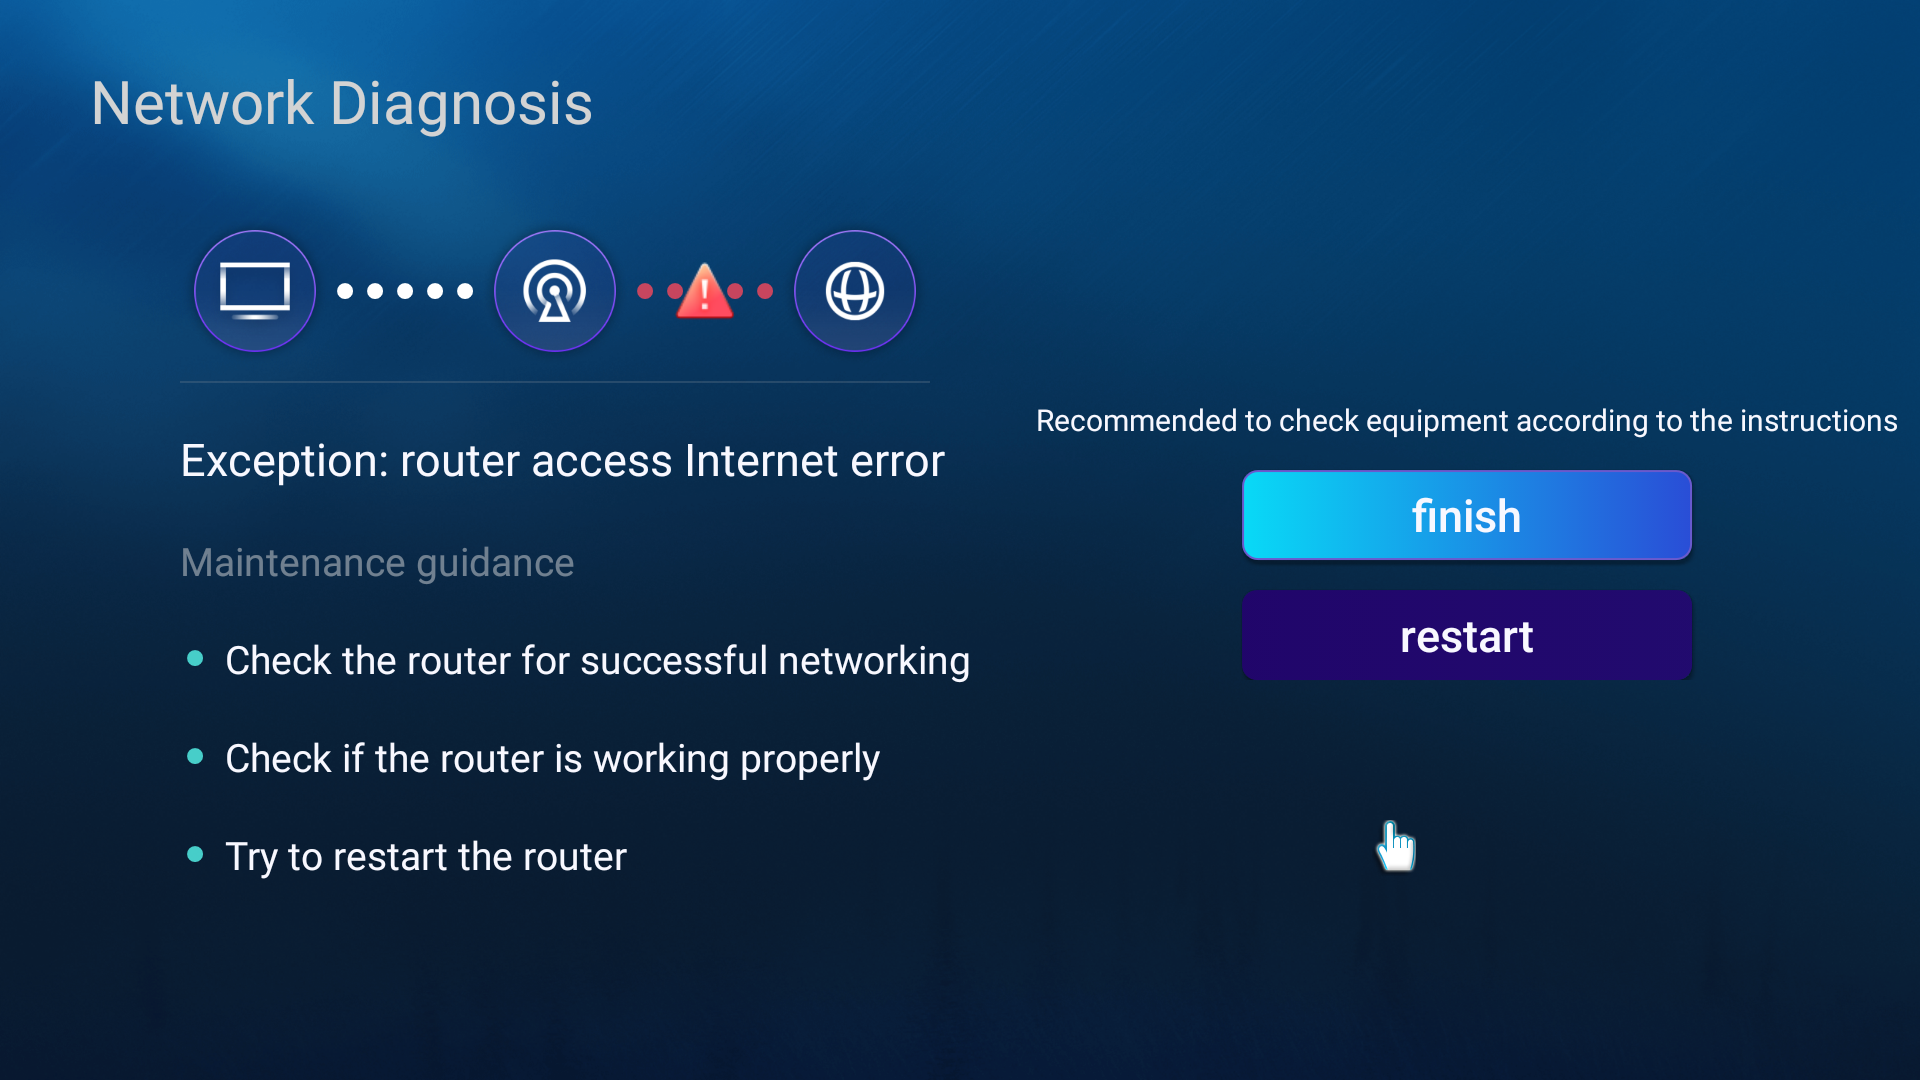 Network Diagnosis
Exception: router access Internet error
Maintenance guidance
Check the router for successful networking
Check if the router is working properly
Try to restart the router
Recommended to check equipment according to the instructions
finish
restart